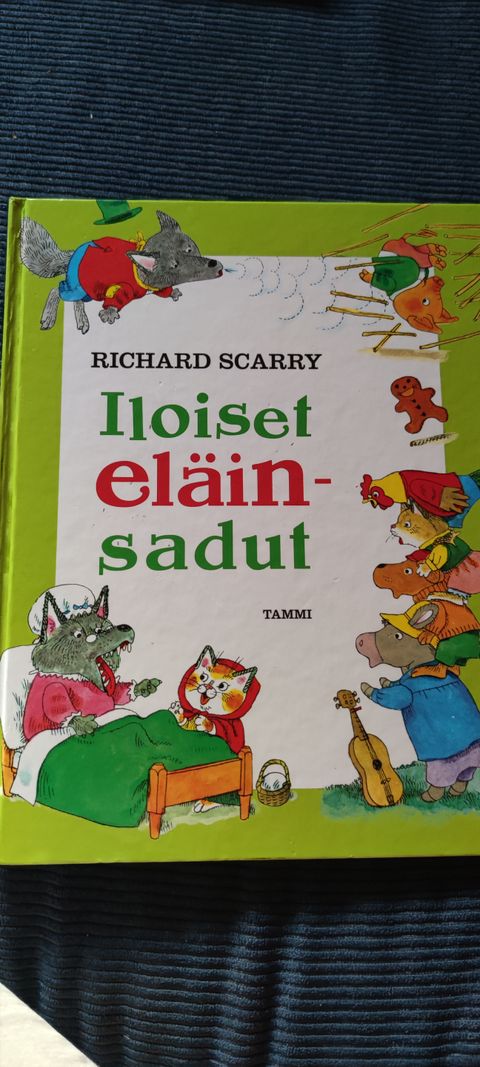 RICHARD SCARRY
Iloiset
eläin-
sadut
TAMMI